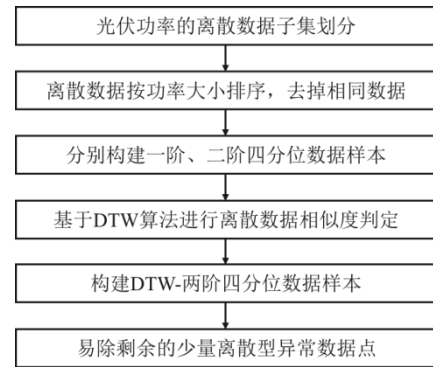 光伏功率的离散数据子集划分
离散数据按功率大小排序，去掉相同数据
分别构建一阶、二阶四分位数据样本
基于DTW算法进行离散数据相似度判定
构建DTW-两阶四分位数据样本
易除剩余的少量离散型异常数据点